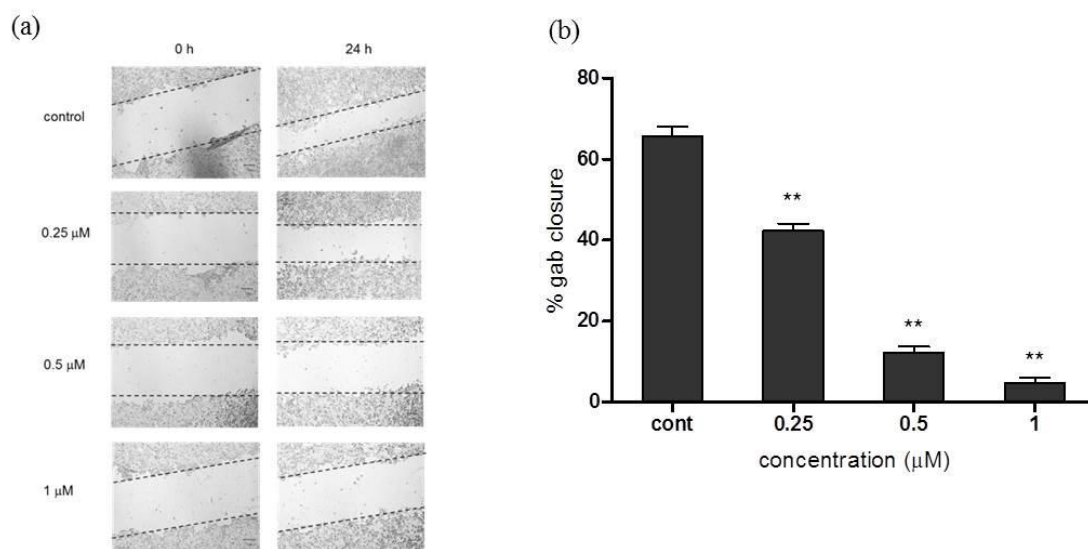 (a)
0 h 24 h
control
0.25 µM
0.5 µM
1 µM
(b)
% gab closure
80
60
40
20
0
**
**
**
cont 0.25 0.5 1
concentration (µM)